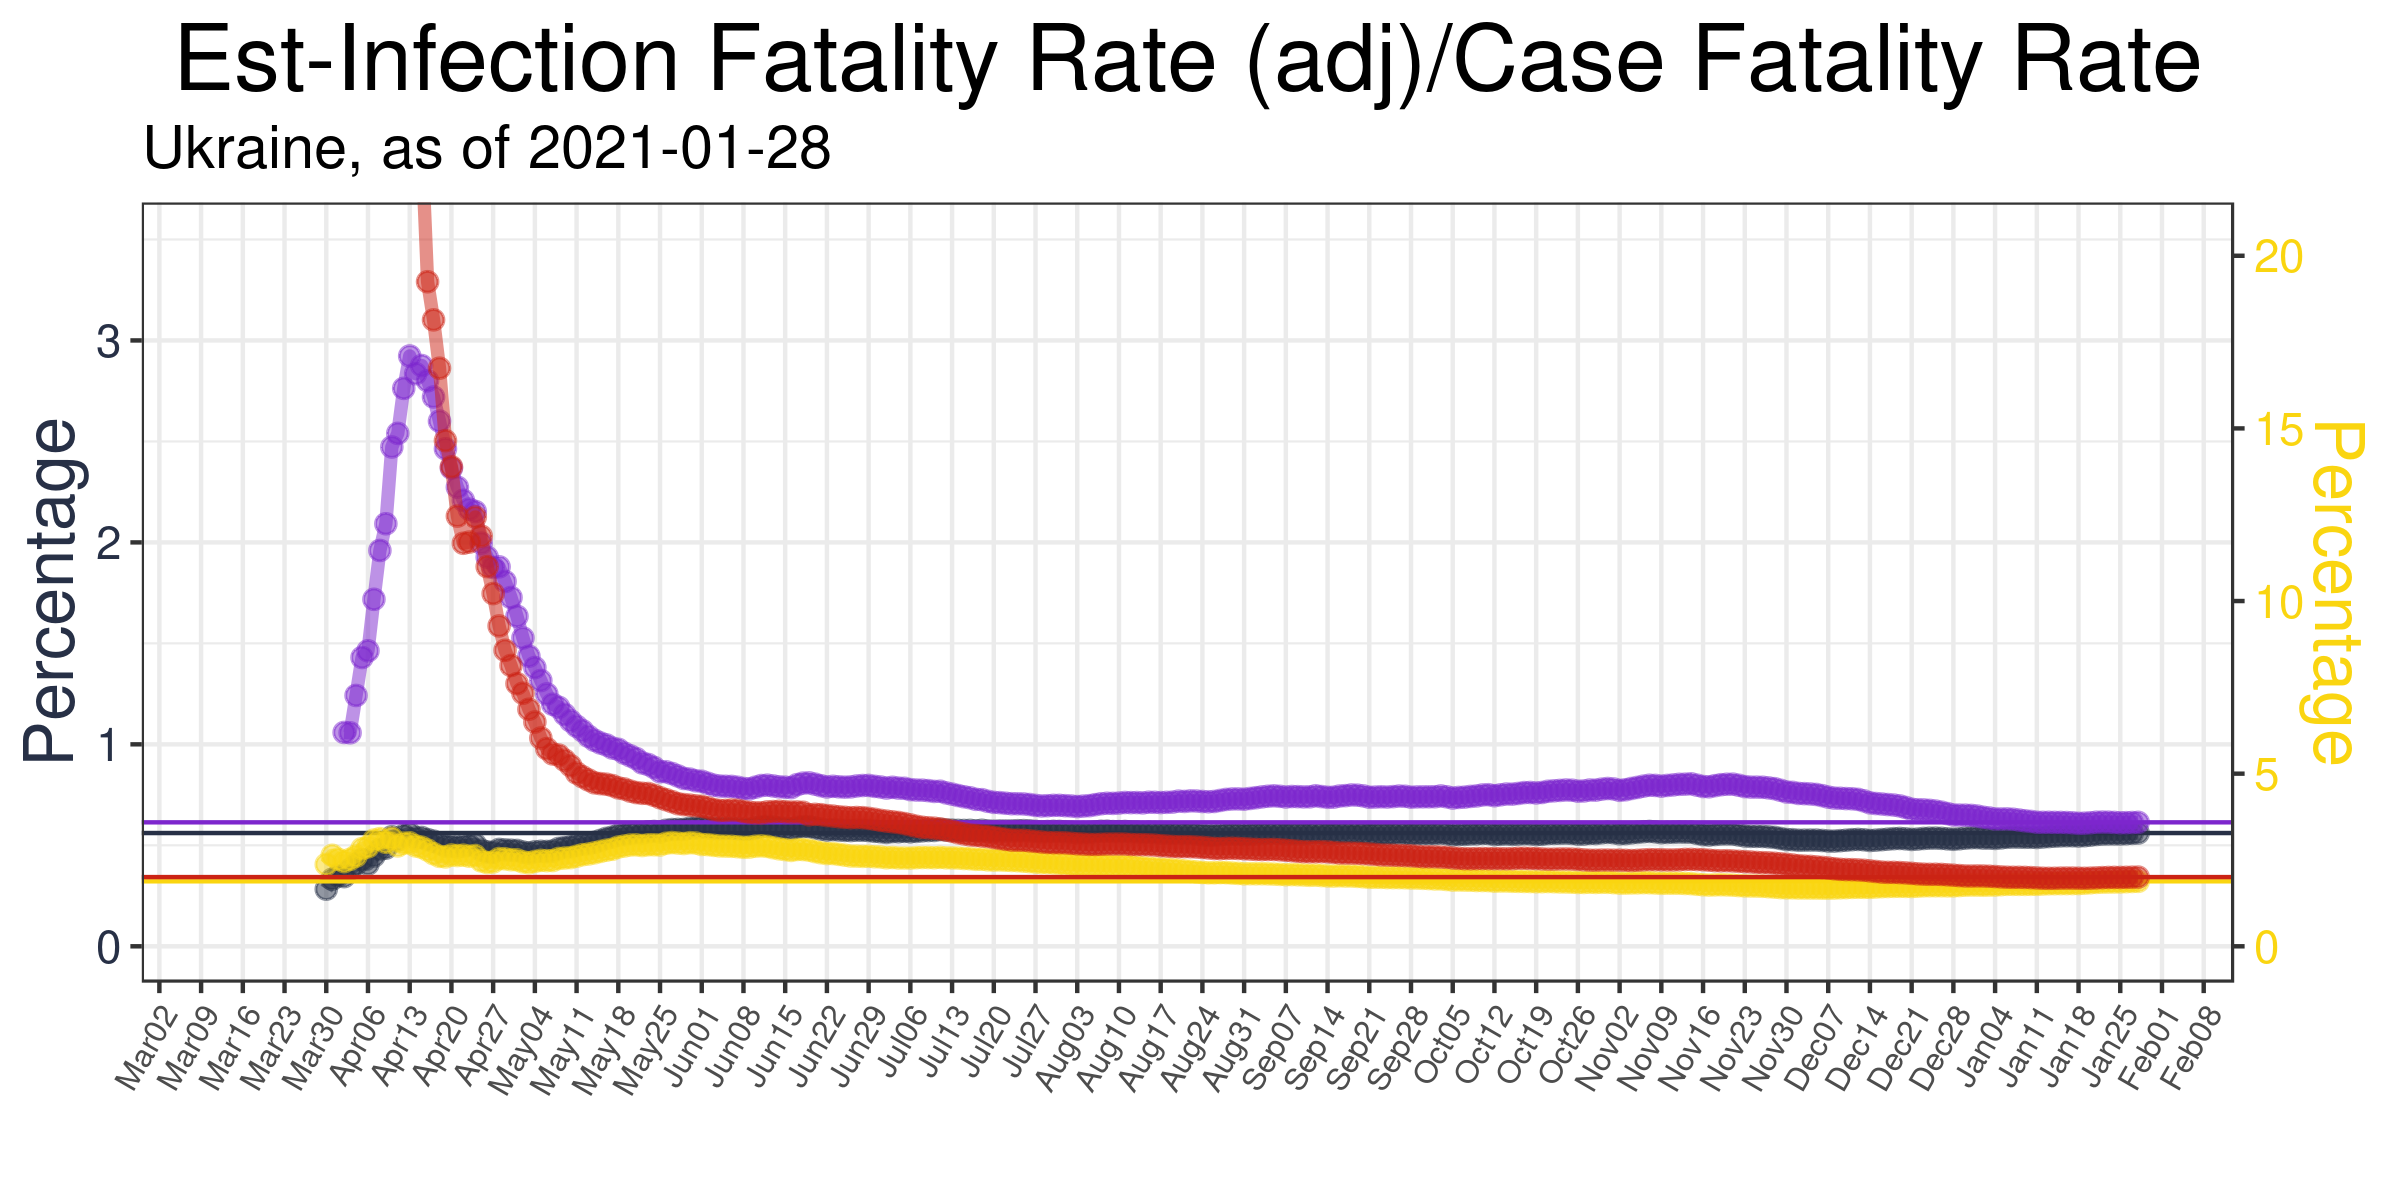 Est-Infection Fatality Rate (adj)/Case Fatality Rate
Ukraine, as of 2021-01-28
Percentage
3
2
1
0
20
15
10
5
0
Percentage
Mar02
Mar09
Mar16
Mar23
Mar30
Apr06
Apr13
Apr20
Apr27
May04
May11
May18
May25
Jun01
Jun08
Jun15
Jun22
Jun29
Jul06
Jul13
Jul20
Jul27
Aug03
Aug10
Aug17
Aug24
Aug31
Sep07
Sep14
Sep21
Sep28
Oct05
Oct12
Oct19
Oct26
Nov02
Nov09
Nov16
Nov23
Nov30
Dec07
Dec14
Dec21
Dec28
Jan04
Jan11
Jan18
Jan25
Feb01
Feb08